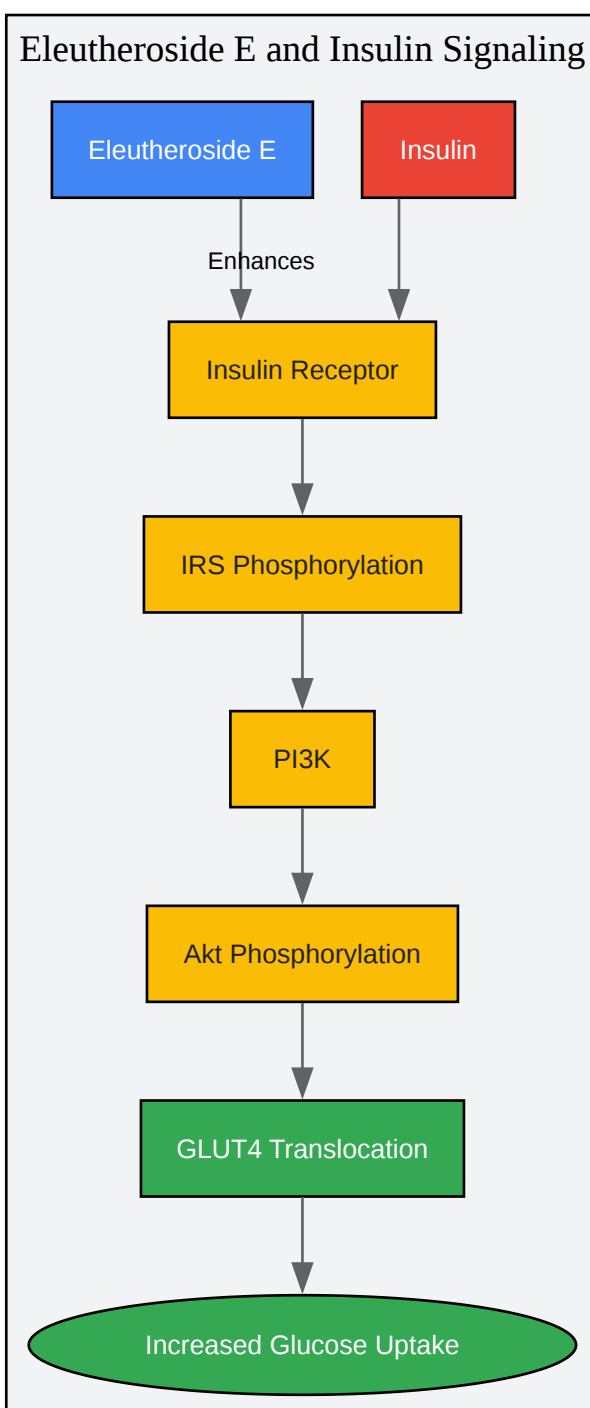 Eleutheroside E and Insulin Signaling
Eleutheroside E
Insulin
Enhances
Insulin Receptor
IRS Phosphorylation
PI3K
Akt Phosphorylation
GLUT4 Translocation
Increased Glucose Uptake